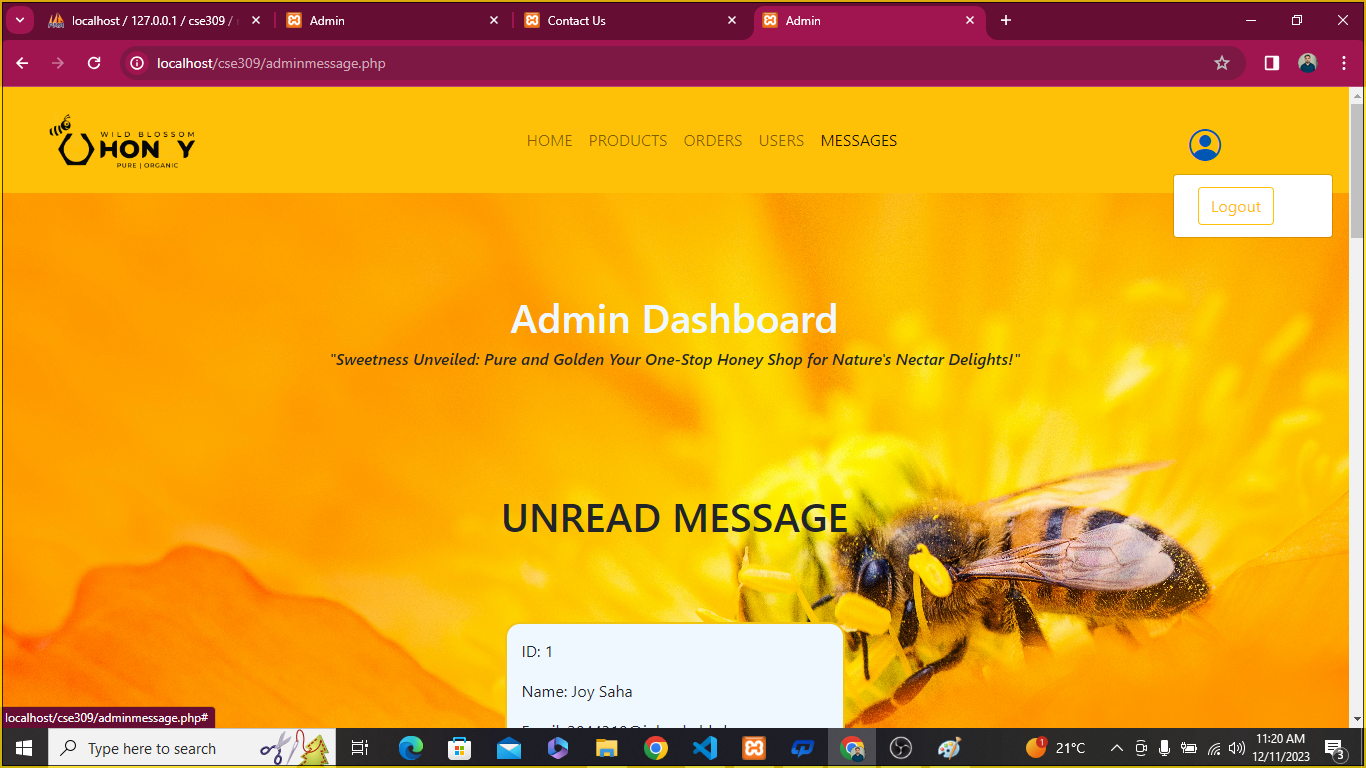 localhost / 127.0.0.1 / cse309 /
Admin
Contact Us
Admin
localhost/cse309/adminmessage.php
WILD BLOSSOM
HON Y
PURE | ORGANIC
HOME PRODUCTS ORDERS USERS MESSAGES
Logout
Admin Dashboard
"Sweetness Unveiled: Pure and Golden Your One-Stop Honey Shop for Nature's Nectar Delights!"
UNREAD MESSAGE
ID: 1
Name: Joy Saha
localhost/cse309/adminmessage.php#
Type here to search
1
21°C
11:20 AM
12/11/2023
3